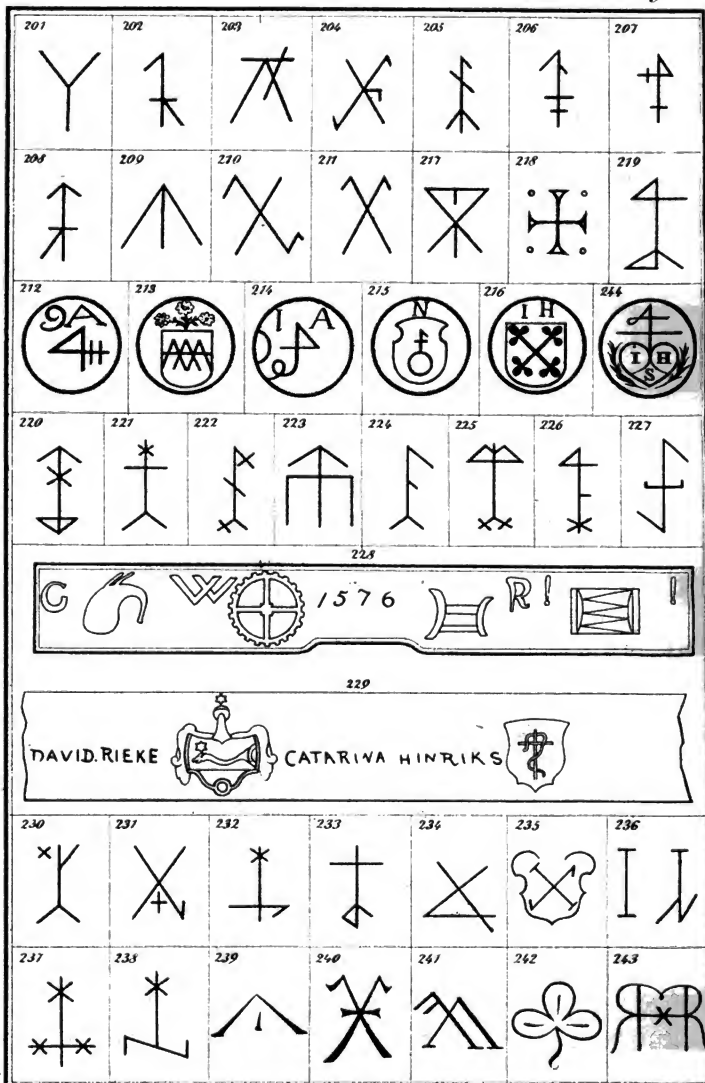 201 202 203 204 205 206 207
208 209 210 211 217 218 219
212 213 214 215 216 244
9A I A N I H
I H
S
220 221 222 223 224 225 226 227
228
G W 1576 R! !
229
DAVID. RIEKE CATARINA HINRIKS
230 231 232 233 234 235 236
237 238 239 240 241 242 243